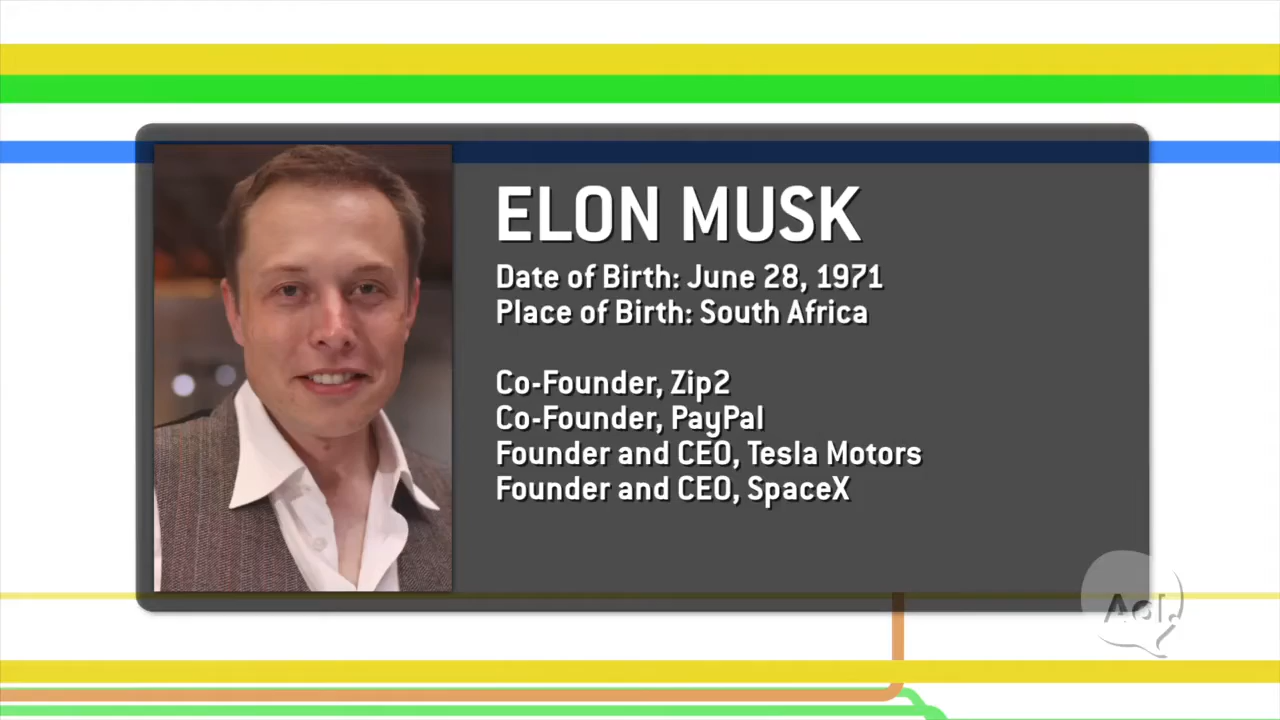 ELON MUSK
Date of Birth: June 28, 1971
Place of Birth: South Africa
Co-Founder, Zip2
Co-Founder, PayPal
Founder and CEO, Tesla Motors
Founder and CEO, SpaceX
Aol.